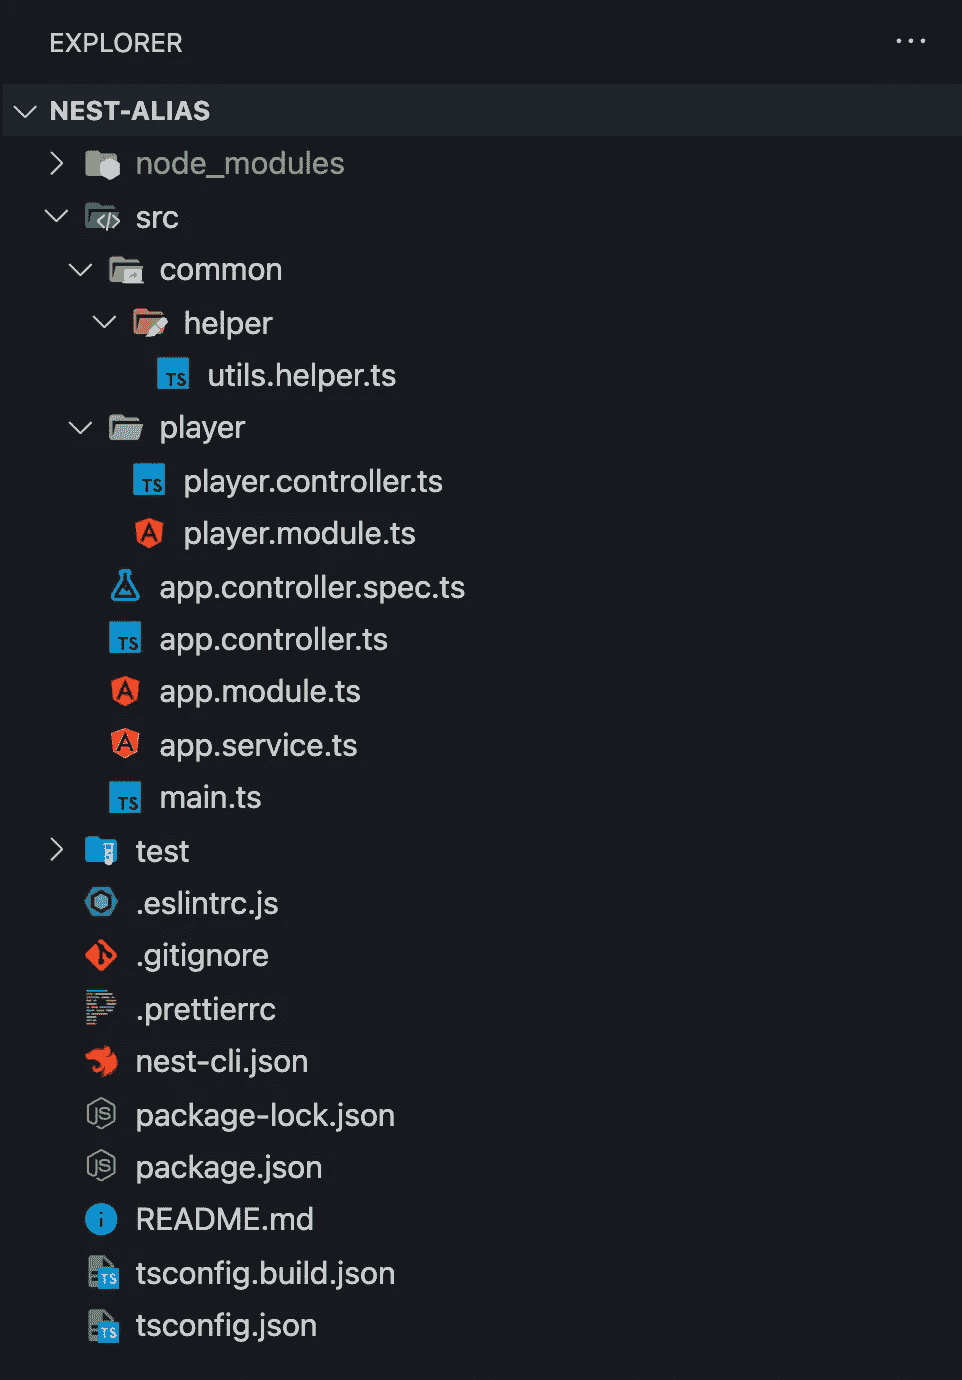 EXPLORER
NEST-ALIAS
node_modules
src
common
helper
utils.helper.ts
player
player.controller.ts
player.module.ts
app.controller.spec.ts
app.controller.ts
app.module.ts
app.service.ts
main.ts
test
.eslintrc.js
.gitignore
.prettierrc
nest-cli.json
package-lock.json
package.json
README.md
tsconfig.build.json
tsconfig.json